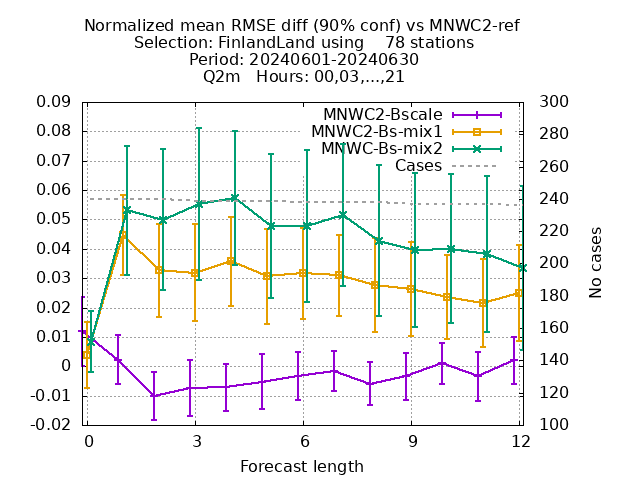 Normalized mean RMSE diff (90% conf) vs MNWC2-ref
Selection: FinlandLand using    78 stations
Period: 20240601-20240630
Q2m   Hours: 00,03,...,21
MNWC2-Bscale
MNWC2-Bs-mix1
MNWC-Bs-mix2
Cases
0.09
0.08
0.07
0.06
0.05
0.04
0.03
0.02
0.01
0
-0.01
-0.02
300
280
260
240
220
200
180
160
140
120
100
No cases
0 3 6 9 12
Forecast length